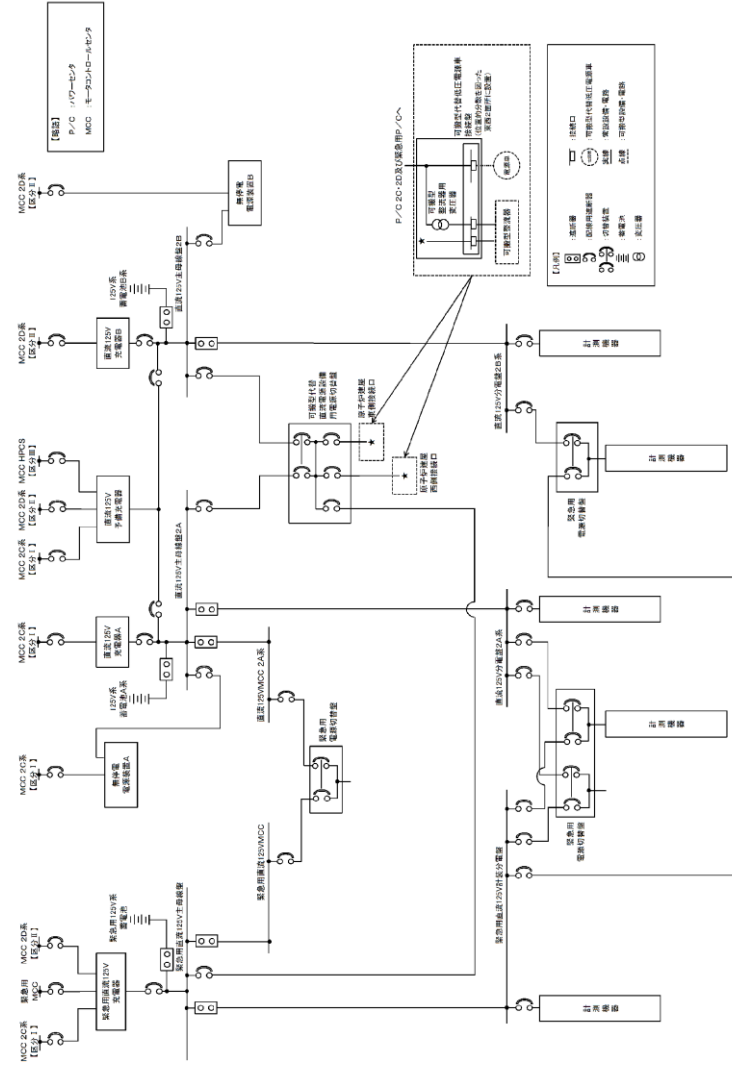 MCC 2C系
【区分Ⅰ】
緊急用
MCC
MCC 2D系
【区分Ⅱ】
緊急用直流125V
充電器
緊急用125V系
蓄電池
緊急用直流125V主母線盤
MCC 2C系
【区分Ⅰ】
無停電
電源装置A
MCC 2C系
【区分Ⅰ】
直流125V
充電器A
125V系
蓄電池A系
直流125V主母線盤2A
MCC 2C系
【区分Ⅰ】
MCC 2D系
【区分Ⅱ】
MCC HPCS
【区分Ⅲ】
直流125V
予備充電器
MCC 2D系
【区分Ⅱ】
直流125V
充電器B
125V系
蓄電池B系
直流125V主母線盤2B
MCC 2D系
【区分Ⅱ】
無停電
電源装置B
緊急用直流125VMCC
直流125VMCC 2A系
緊急用
電源切替盤
可搬型代替
直流電源設備
用電源切替盤
原子炉建屋
東側接続口
原子炉建屋
西側接続口
緊急用直流125V計装分電盤
計測機器
緊急用
電源切替盤
計測機器
直流125V分電盤2A系
計測機器
緊急用
電源切替盤
計測機器
直流125V分電盤2B系
計測機器
【略語】
P/C :パワーセンタ
MCC :モータコントロールセンタ
P/C 2C・2D及び緊急用P/Cへ
可搬型
整流器用
変圧器
可搬型代替低圧電源車
接続盤
(位置的分散を図った
東西2箇所に設置)
可搬型整流器
電源車
【凡例】
:遮断器
:配線用遮断器
:切替装置
:蓄電池
:変圧器
:接続口
:可搬型代替低圧電源車
実線 :常設設備・電路
点線 :可搬型設備・電路